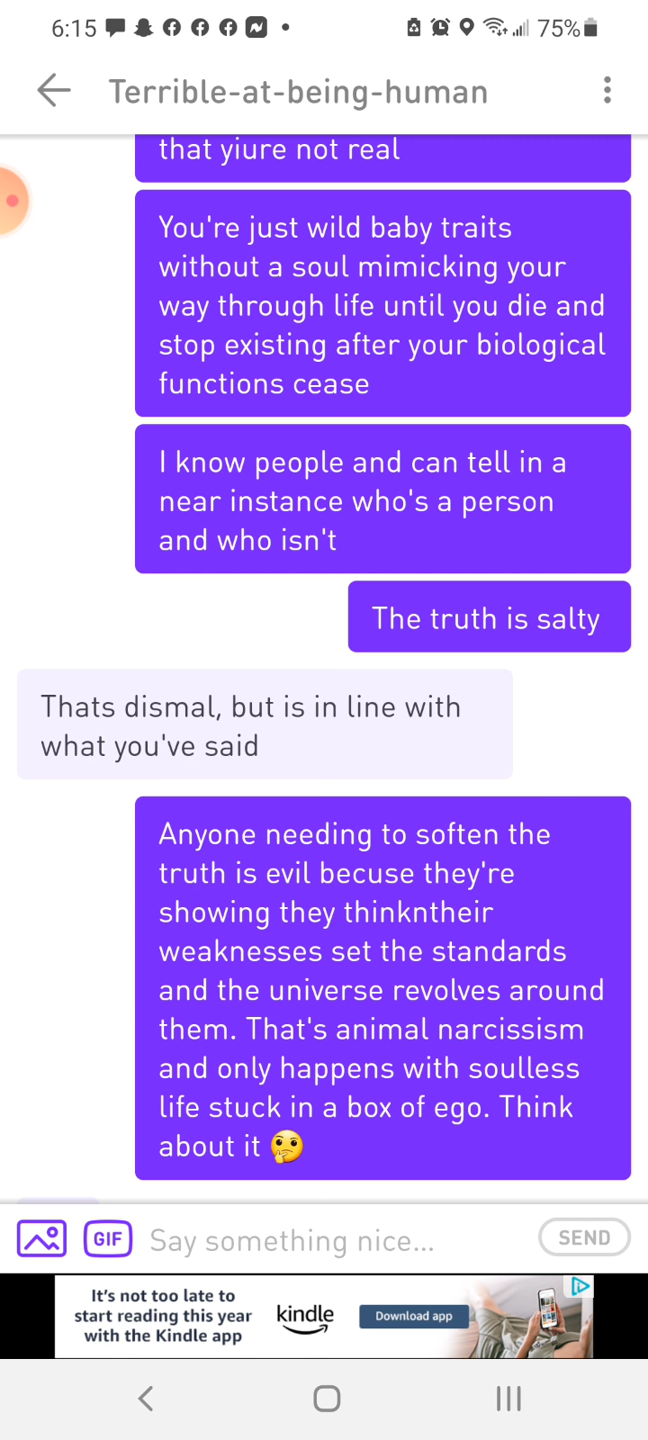 6:15
75%
Terrible-at-being-human
that yiure not real
You're just wild baby traits
without a soul mimicking your
way through life until you die and
stop existing after your biological
functions cease
I know people and can tell in a
near instance who's a person
and who isn't
The truth is salty
Thats dismal, but is in line with
what you've said
Anyone needing to soften the
truth is evil becuse they're
showing they thinkntheir
weaknesses set the standards
and the universe revolves around
them. That's animal narcissism
and only happens with soulless
life stuck in a box of ego. Think
about it 🤔
GIF
Say something nice...
SEND
It's not too late to
start reading this year
with the Kindle app
kindle
Download app